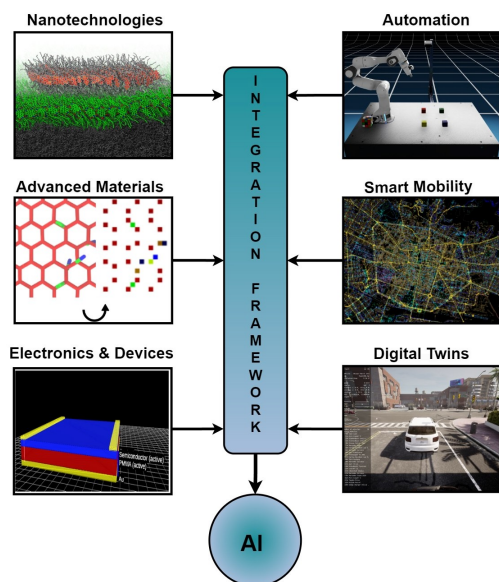 Nanotechnologies
Automation
INTEGRATION FRAMEWORK
Advanced Materials
Smart Mobility
Electronics & Devices
Digital Twins
Semiconductor (active)
PMMA (active)
Au
AI